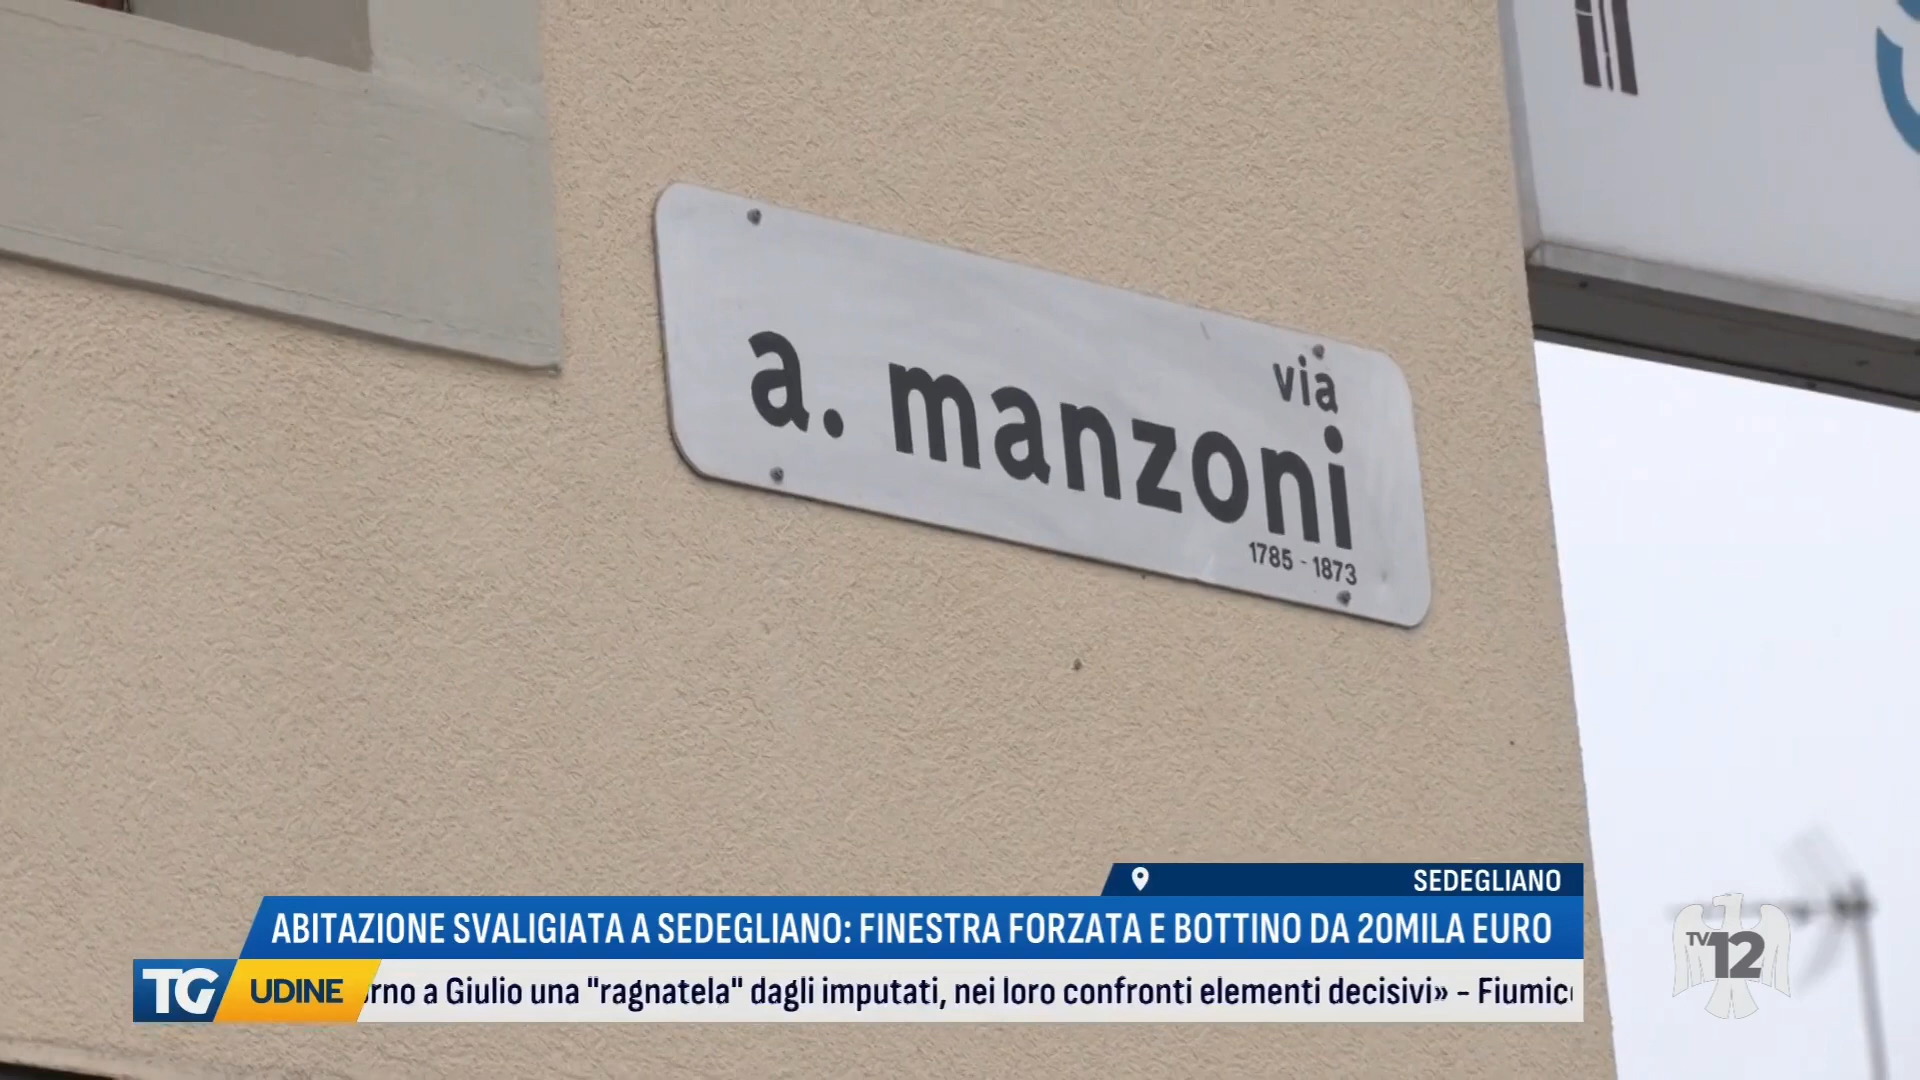 via
a. manzoni
1785 - 1873
SEDEGLIANO
ABITAZIONE SVALIGIATA A SEDEGLIANO: FINESTRA FORZATA E BOTTINO DA 20MILA EURO
TG UDINE
a Giulio una "ragnatela" dagli imputati, nei loro confronti elementi decisivi» -
TV12